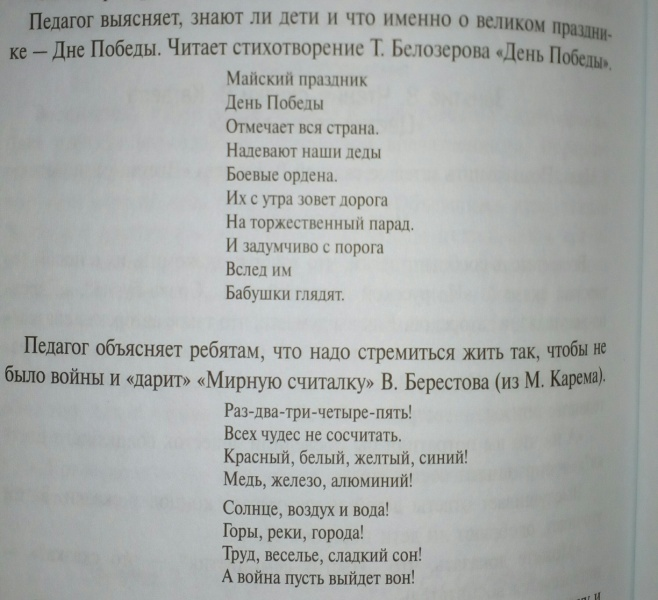 Педагог выясняет, знают ли дети и что именно о великом праздни-
ке — Дне Победы. Читает стихотворение Т. Белозерова «День Победы».
Майский праздник
День Победы
Отмечает вся страна.
Надевают наши деды
Боевые ордена.
Их с утра зовет дорога
На торжественный парад.
И задумчиво с порога
Вслед им
Бабушки глядят.
Педагог объясняет ребятам, что надо стремиться жить так, чтобы не
было войны и «дарит» «Мирную считалку» В. Берестова (из М. Карема).
Раз-два-три-четыре-пять!
Всех чудес не сосчитать.
Красный, белый, желтый, синий!
Медь, железо, алюминий!
Солнце, воздух и вода!
Горы, реки, города!
Труд, веселье, сладкий сон!
А война пусть выйдет вон!